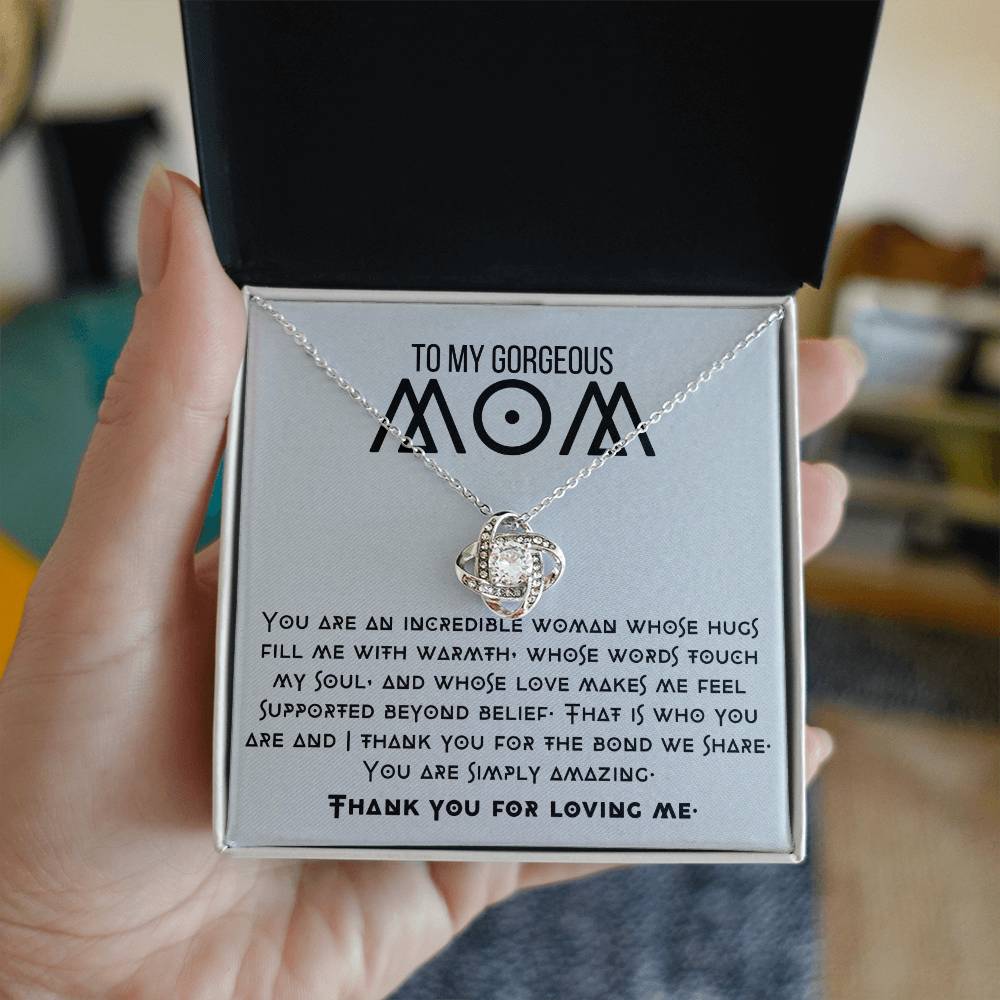 TO MY GORGEOUS
MOM
YOU ARE AN INCREDIBLE WOMAN WHOSE HUGS
FILL ME WITH WARMTH, WHOSE WORDS TOUCH
MY SOUL, AND WHOSE LOVE MAKES ME FEEL
SUPPORTED BEYOND BELIEF. THAT IS WHO YOU
ARE AND I THANK YOU FOR THE BOND WE SHARE.
YOU ARE SIMPLY AMAZING.
THANK YOU FOR LOVING ME.